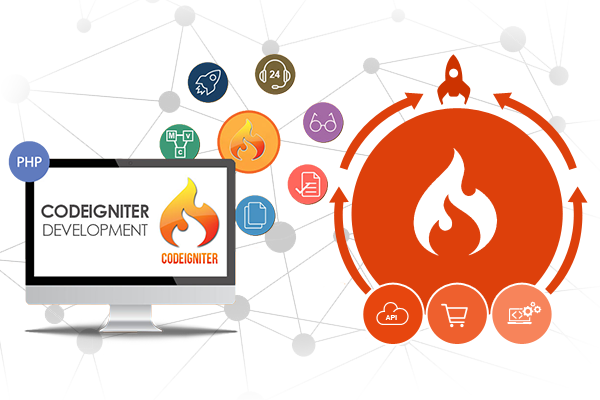 24
M V
C
PHP
CODEIGNITER
DEVELOPMENT
CODEIGNITER
API